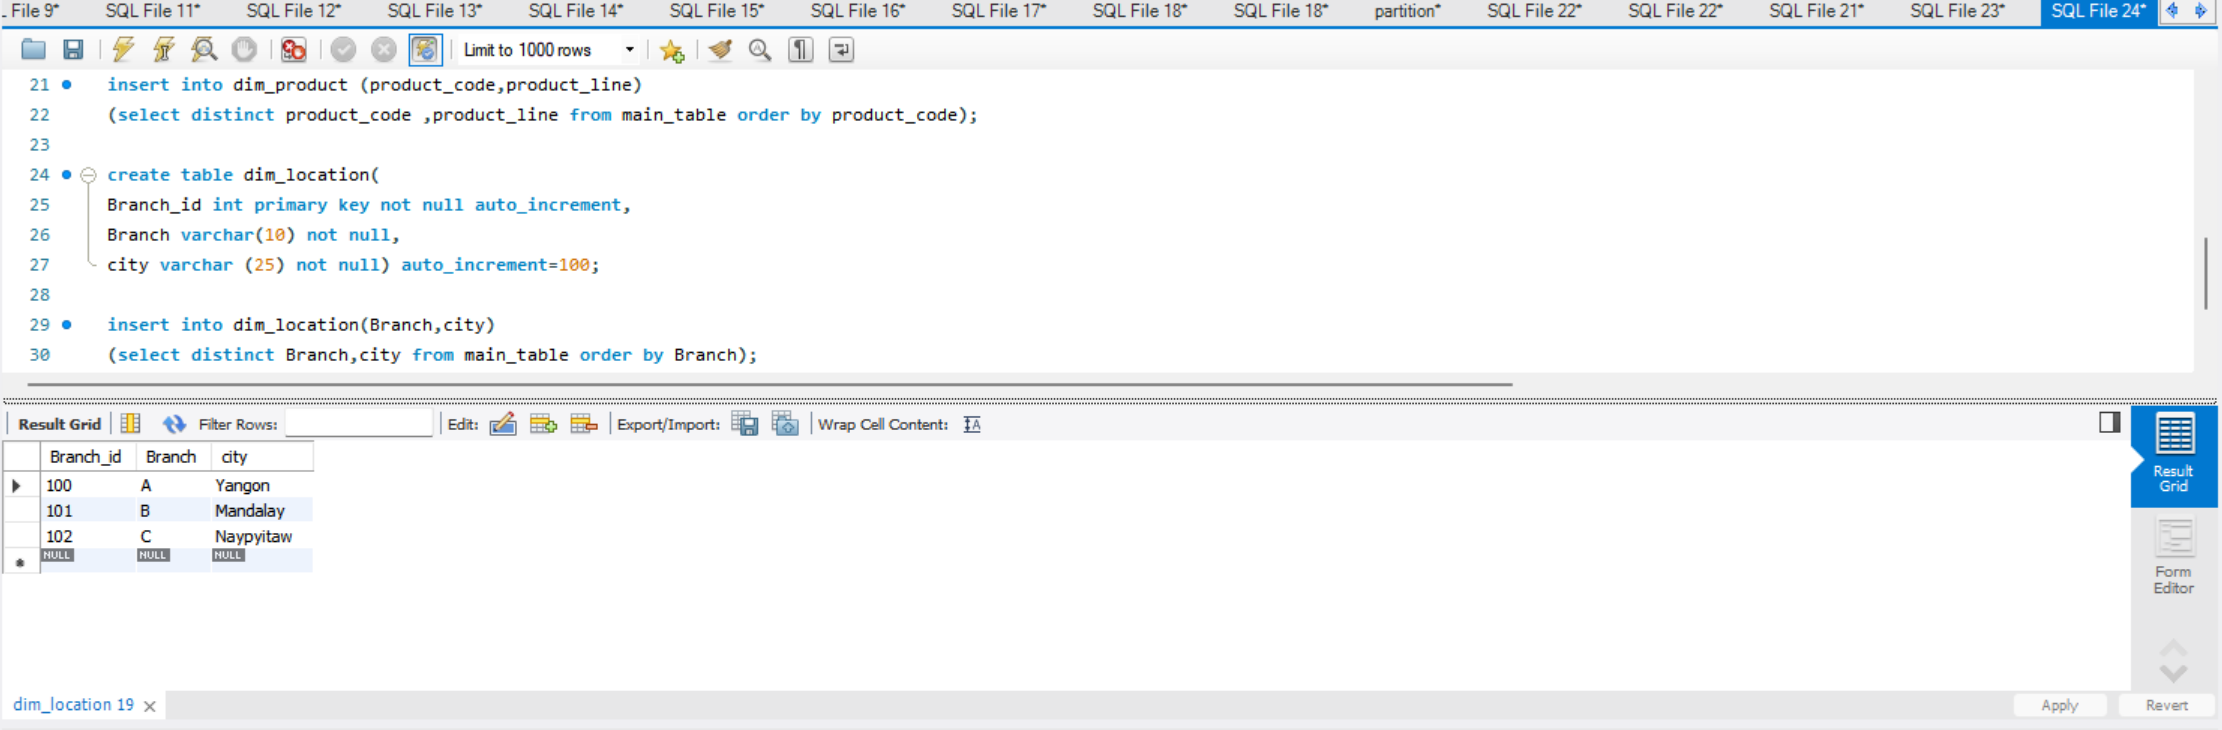 File 9* SQL File 11* SQL File 12* SQL File 13* SQL File 14* SQL File 15* SQL File 16* SQL File 17* SQL File 18* SQL File 18* partition* SQL File 22* SQL File 22* SQL File 21* SQL File 23* SQL File 24*
Limit to 1000 rows
21 insert into dim_product (product_code,product_line)
22 (select distinct product_code ,product_line from main_table order by product_code);
23
24 create table dim_location(
25 Branch_id int primary key not null auto_increment,
26 Branch varchar(10) not null,
27 city varchar (25) not null) auto_increment=100;
28
29 insert into dim_location(Branch,city)
30 (select distinct Branch,city from main_table order by Branch);
Result Grid Filter Rows: Edit: Export/Import: Wrap Cell Content:
Branch_id Branch city
100 A Yangon
101 B Mandalay
102 C Naypyitaw
NULL NULL NULL
Result
Grid
Form
Editor
dim_location 19
Apply Revert